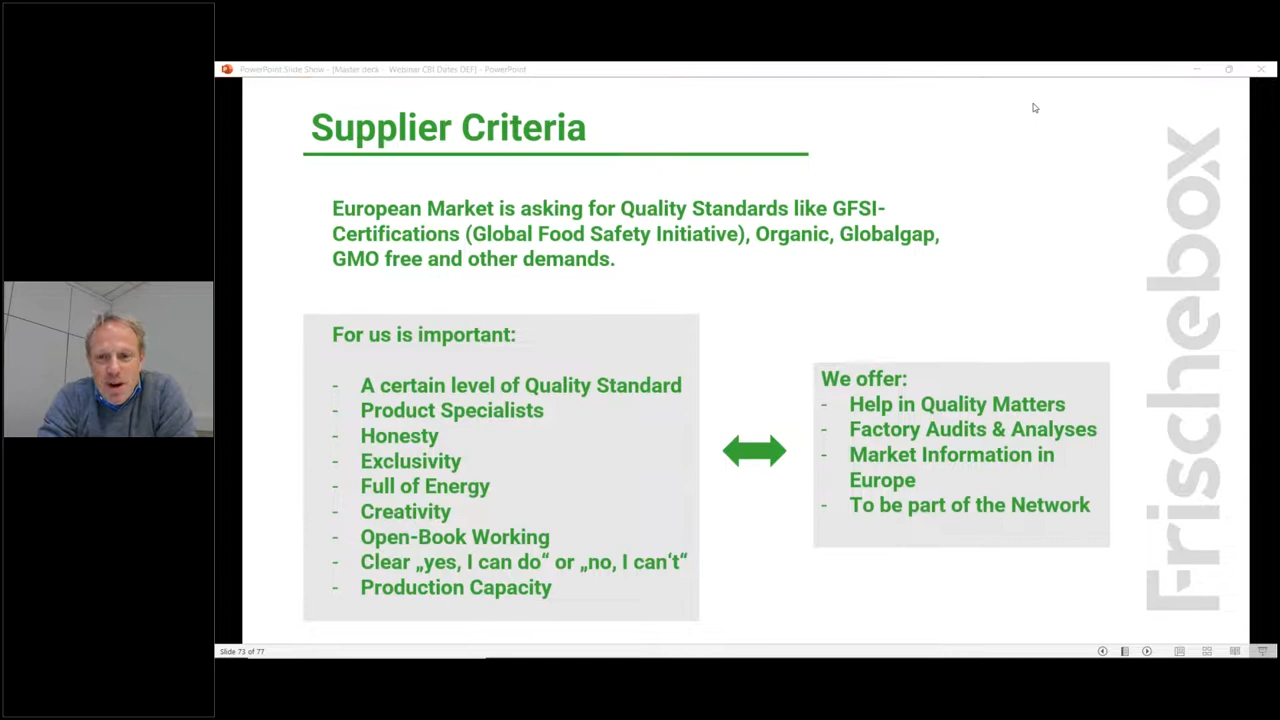 PowerPoint Slide Show - [Master deck - Webinar CBI Dates DEF] - PowerPoint
Supplier Criteria
European Market is asking for Quality Standards like GFSI-
Certifications (Global Food Safety Initiative), Organic, Globalgap,
GMO free and other demands.
For us is important:
- A certain level of Quality Standard
- Product Specialists
- Honesty
- Exclusivity
- Full of Energy
- Creativity
- Open-Book Working
- Clear „yes, I can do“ or „no, I can‘t“
- Production Capacity
We offer:
- Help in Quality Matters
- Factory Audits & Analyses
- Market Information in
Europe
- To be part of the Network
Frischebox
Slide 73 of 77